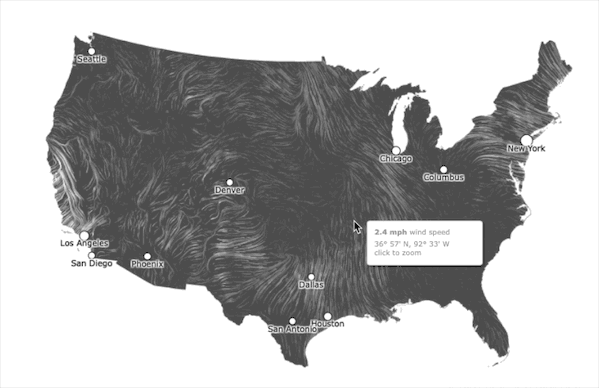 Seattle
New York
Chicago
Columbus
Denver
2.4 mph wind speed
36° 57' N, 92° 33' W
click to zoom
Los Angeles
San Diego
Phoenix
Dallas
San Antonio
Houston